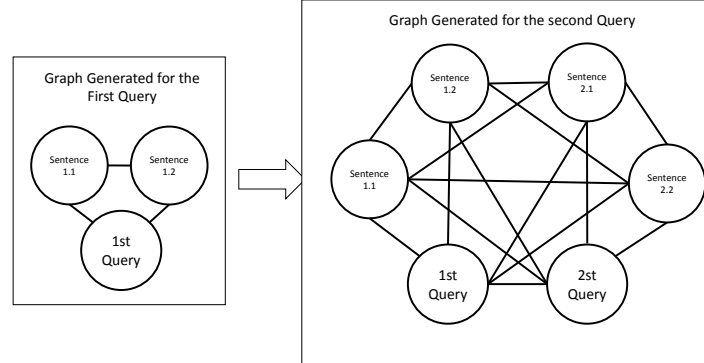 Graph Generated for the
First Query
Sentence
1.1
Sentence
1.2
1st
Query
Graph Generated for the second Query
Sentence
1.2
Sentence
2.1
Sentence
1.1
Sentence
2.2
1st
Query
2st
Query